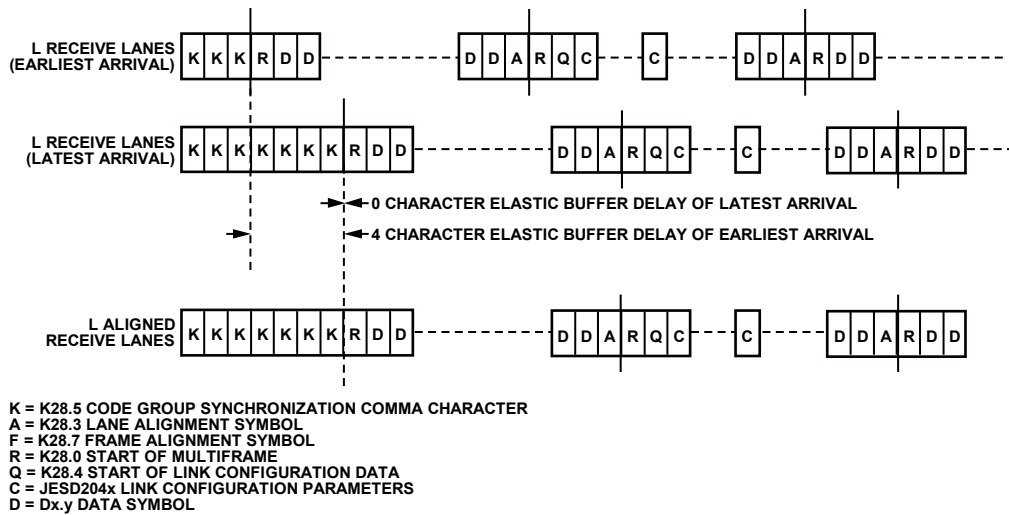 L RECEIVE LANES
(EARLIEST ARRIVAL)
K K K R D D
D D A R Q C
C
D D A R D D
L RECEIVE LANES
(LATEST ARRIVAL)
K K K K K K K R D D
D D A R Q C
C
D D A R D D
0 CHARACTER ELASTIC BUFFER DELAY OF LATEST ARRIVAL
4 CHARACTER ELASTIC BUFFER DELAY OF EARLIEST ARRIVAL
L ALIGNED
RECEIVE LANES
K K K K K K K R D D
D D A R Q C
C
D D A R D D
K = K28.5 CODE GROUP SYNCHRONIZATION COMMA CHARACTER
A = K28.3 LANE ALIGNMENT SYMBOL
F = K28.7 FRAME ALIGNMENT SYMBOL
R = K28.0 START OF MULTIFRAME
Q = K28.4 START OF LINK CONFIGURATION DATA
C = JESD204x LINK CONFIGURATION PARAMETERS
D = Dx.y DATA SYMBOL